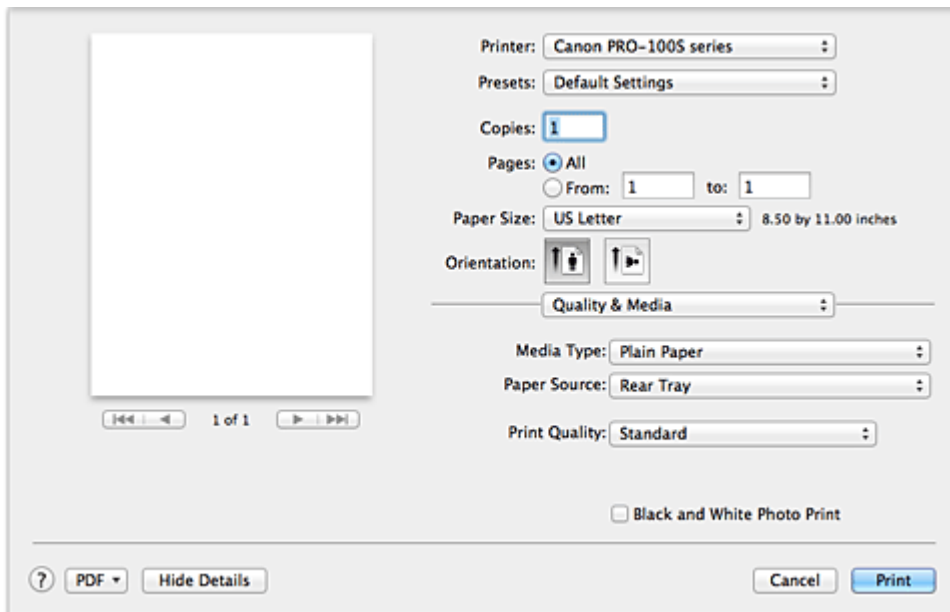 Printer: Canon PRO-100S series
Presets: Default Settings
Copies: 1
Pages: All
From: 1 to: 1
Paper Size: US Letter 8.50 by 11.00 inches
Orientation:
Quality & Media
Media Type: Plain Paper
Paper Source: Rear Tray
1 of 1
Print Quality: Standard
Black and White Photo Print
? PDF Hide Details Cancel Print